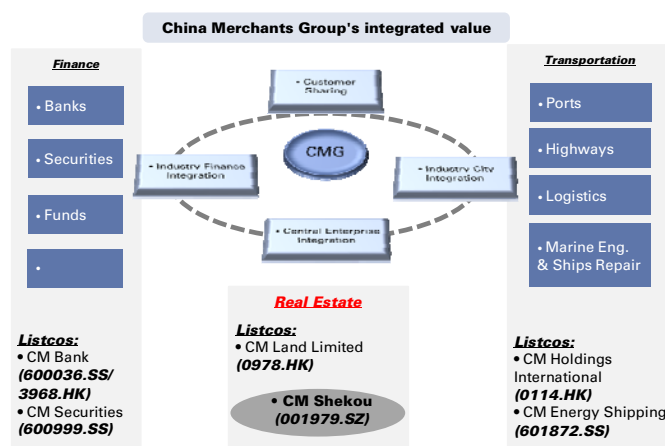 China Merchants Group's integrated value
Finance
• Banks
• Securities
• Funds
•
Listcos:
• CM Bank
(600036.SS/
3968.HK)
• CM Securities
(600999.SS)
• Customer
Sharing
CMG
• Industry Finance
Integration
• Industry City
Integration
• Central Enterprise
Integration
Real Estate
Listcos:
• CM Land Limited
(0978.HK)
• CM Shekou
(001979.SZ)
Transportation
• Ports
• Highways
• Logistics
• Marine Eng.
& Ships Repair
Listcos:
• CM Holdings
International
(0114.HK)
• CM Energy Shipping
(601872.SS)